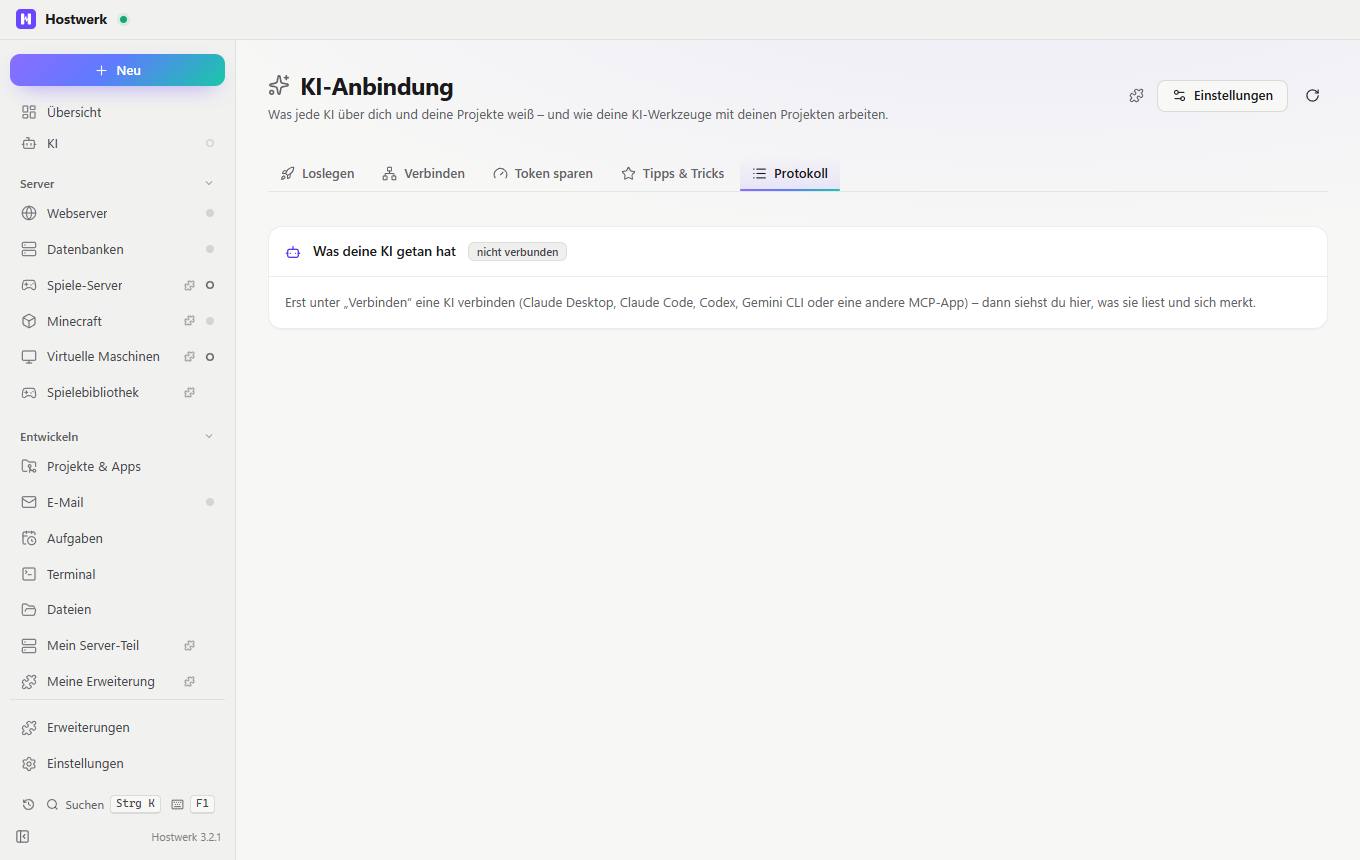 Hostwerk
Neu
Übersicht
KI
Server
Webserver
Datenbanken
Spiele-Server
Minecraft
Virtuelle Maschinen
Spielebibliothek
Entwickeln
Projekte & Apps
E-Mail
Aufgaben
Terminal
Dateien
Mein Server-Teil
Meine Erweiterung
Erweiterungen
Einstellungen
Suchen Strg K F1
Hostwerk 3.2.1
KI-Anbindung
Was jede KI über dich und deine Projekte weiß – und wie deine KI-Werkzeuge mit deinen Projekten arbeiten.
Einstellungen
Loslegen Verbinden Token sparen Tipps & Tricks Protokoll
Was deine KI getan hat nicht verbunden
Erst unter „Verbinden“ eine KI verbinden (Claude Desktop, Claude Code, Codex, Gemini CLI oder eine andere MCP-App) – dann siehst du hier, was sie liest und sich merkt.